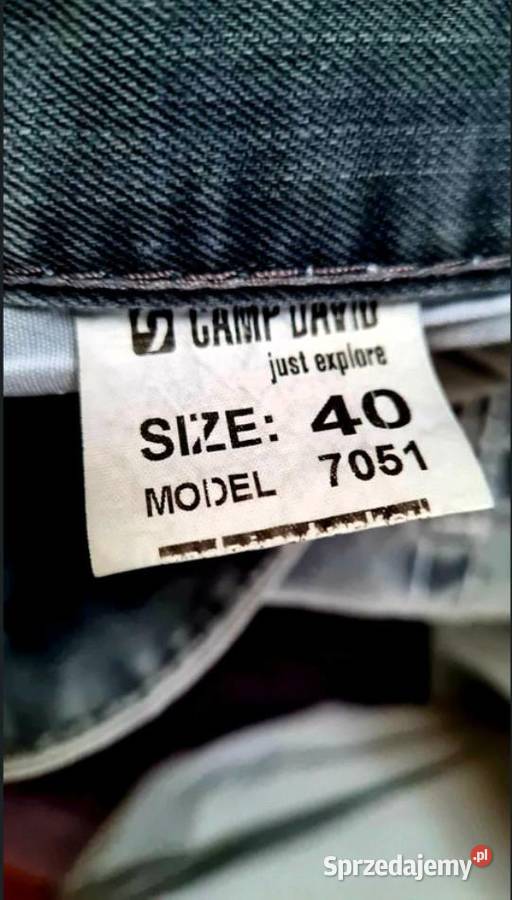 CAMP DAVID
just explore
SIZE: 40
MODEL 7051
Sprzedajemy.pl